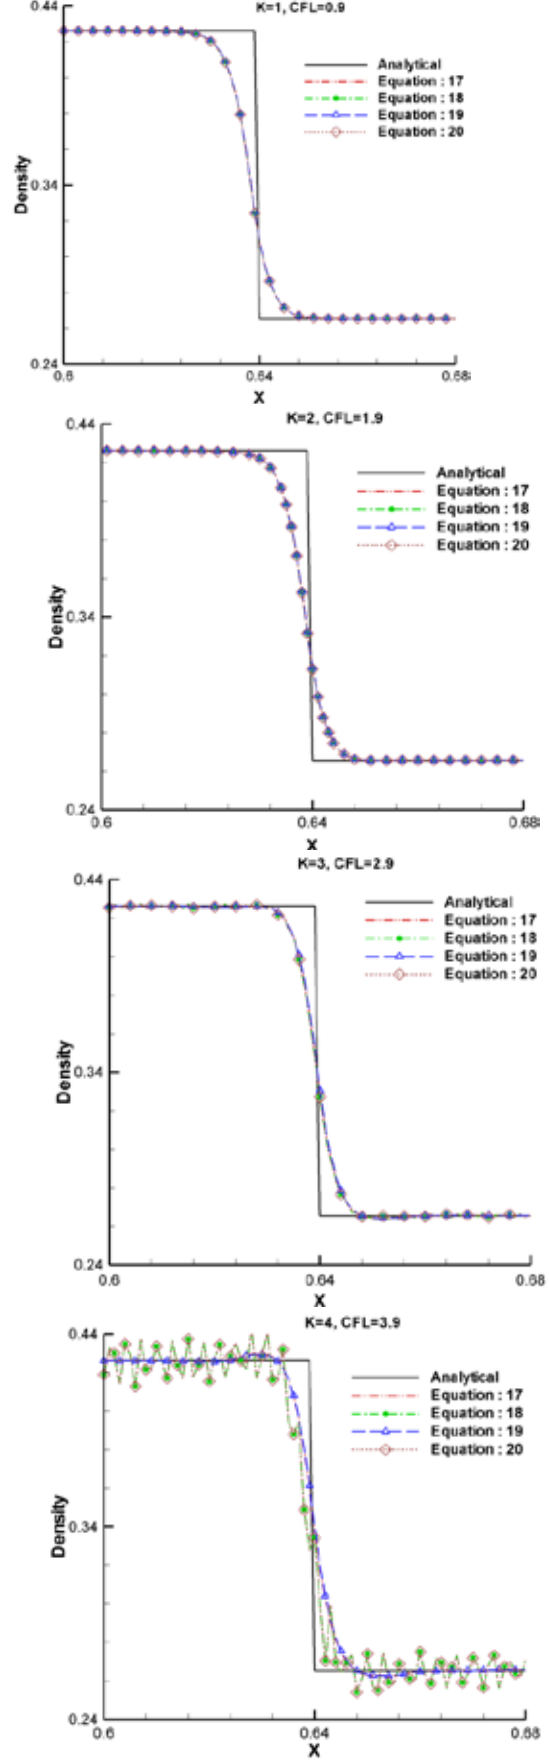 K=1, CFL=0.9
0.44
Analytical
Equation : 17
Equation : 18
Equation : 19
Equation : 20
0.34
Density
0.24
0.6
0.64
0.68
X
K=2, CFL=1.9
0.44
Analytical
Equation : 17
Equation : 18
Equation : 19
Equation : 20
0.34
Density
0.24
0.6
0.64
0.68
X
K=3, CFL=2.9
0.44
Analytical
Equation : 17
Equation : 18
Equation : 19
Equation : 20
0.34
Density
0.24
0.6
0.64
0.68
X
K=4, CFL=3.9
0.44
Analytical
Equation : 17
Equation : 18
Equation : 19
Equation : 20
0.34
Density
0.24
0.6
0.64
0.68
X